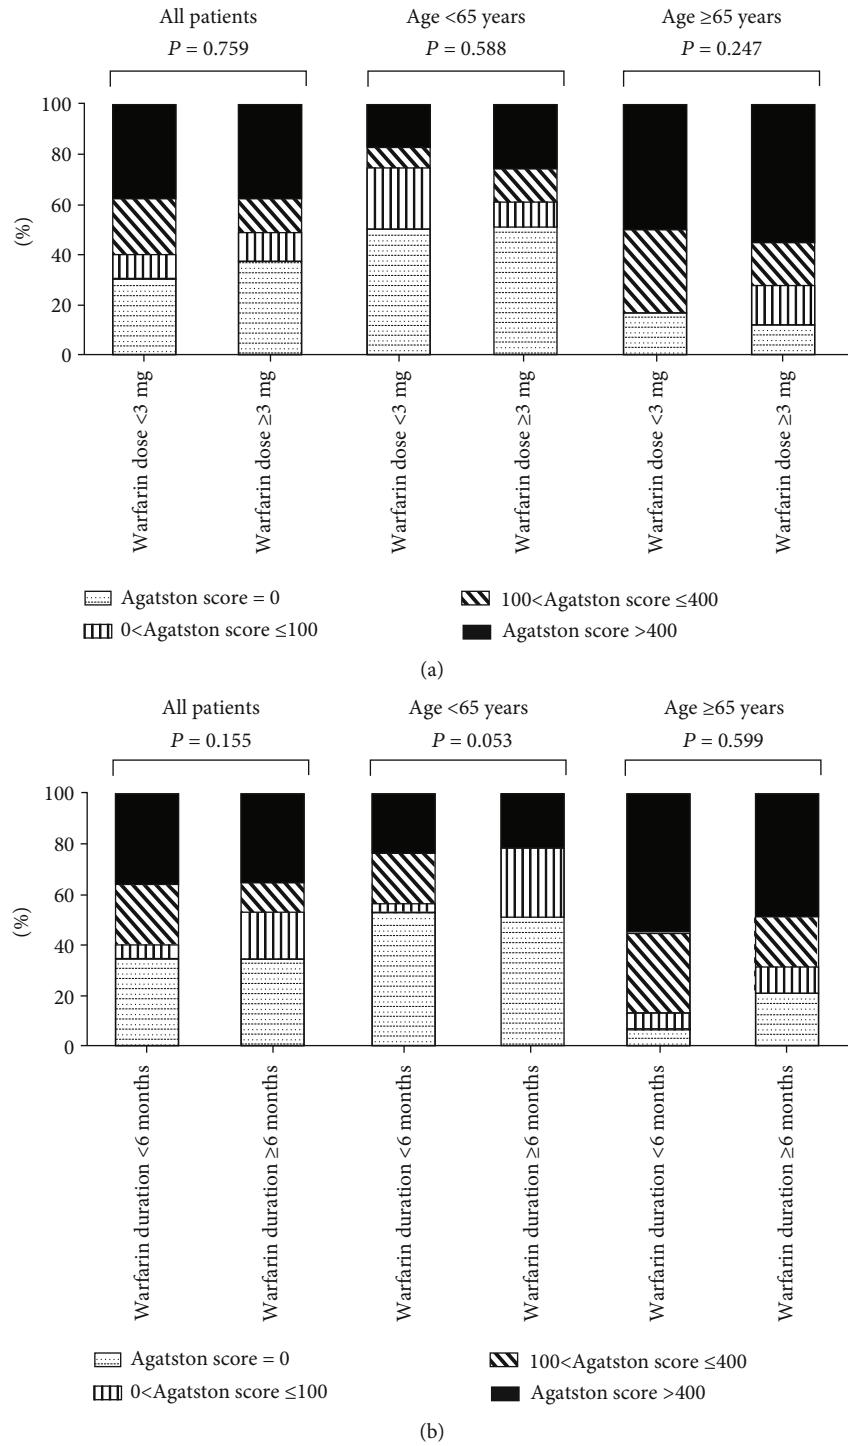 All patients Age <65 years Age ≥65 years
P = 0.759 P = 0.588 P = 0.247
100
80
60
40
20
0
(%)
Warfarin dose <3 mg
Warfarin dose ≥3 mg
Warfarin dose <3 mg
Warfarin dose ≥3 mg
Warfarin dose <3 mg
Warfarin dose ≥3 mg
Agatston score = 0
100<Agatston score ≤400
0<Agatston score ≤100
Agatston score >400
(a)
All patients Age <65 years Age ≥65 years
P = 0.155 P = 0.053 P = 0.599
100
80
60
40
20
0
(%)
Warfarin duration <6 months
Warfarin duration ≥6 months
Warfarin duration <6 months
Warfarin duration ≥6 months
Warfarin duration <6 months
Warfarin duration ≥6 months
Agatston score = 0
100<Agatston score ≤400
0<Agatston score ≤100
Agatston score >400
(b)